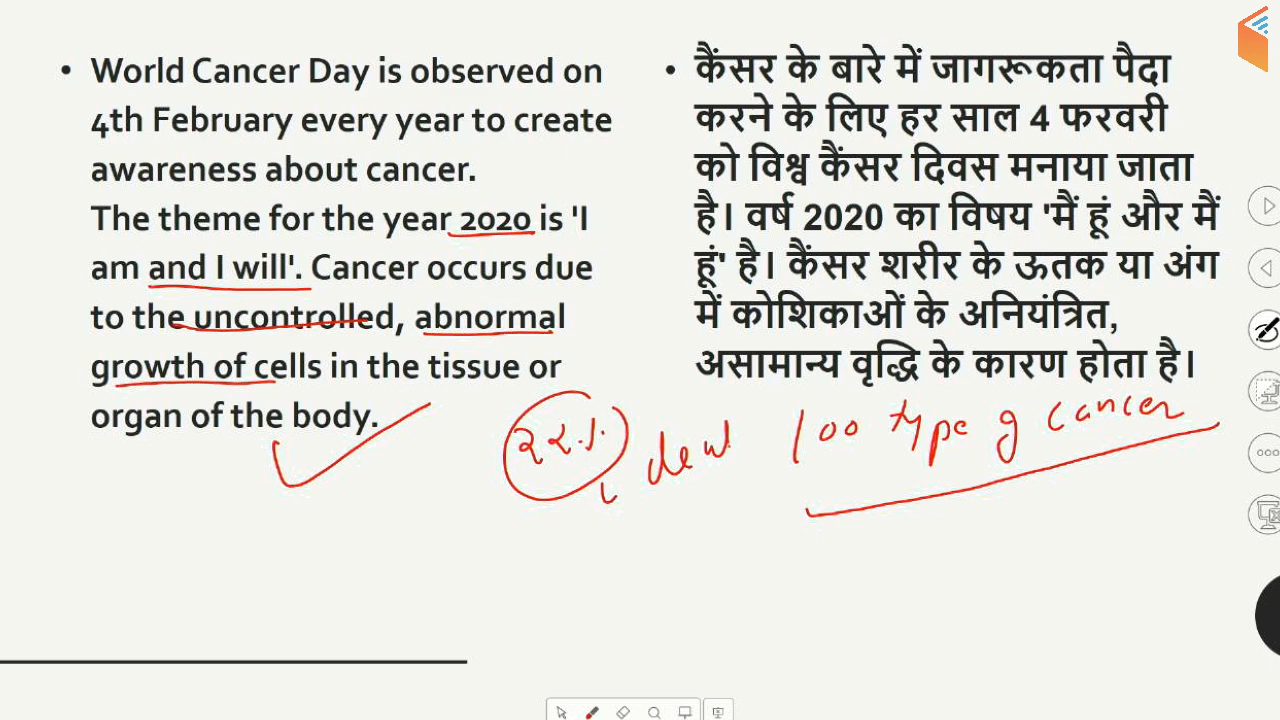 • World Cancer Day is observed on
4th February every year to create
awareness about cancer.
The theme for the year 2020 is 'I
am and I will'. Cancer occurs due
to the uncontrolled, abnormal
growth of cells in the tissue or
organ of the body.
• कैंसर के बारे में जागरूकता पैदा
करने के लिए हर साल 4 फरवरी
को विश्व कैंसर दिवस मनाया जाता
है। वर्ष 2020 का विषय 'मैं हूं और मैं
हूं' है। कैंसर शरीर के ऊतक या अंग
में कोशिकाओं के अनियंत्रित,
असामान्य वृद्धि के कारण होता है।
100 type of cancer